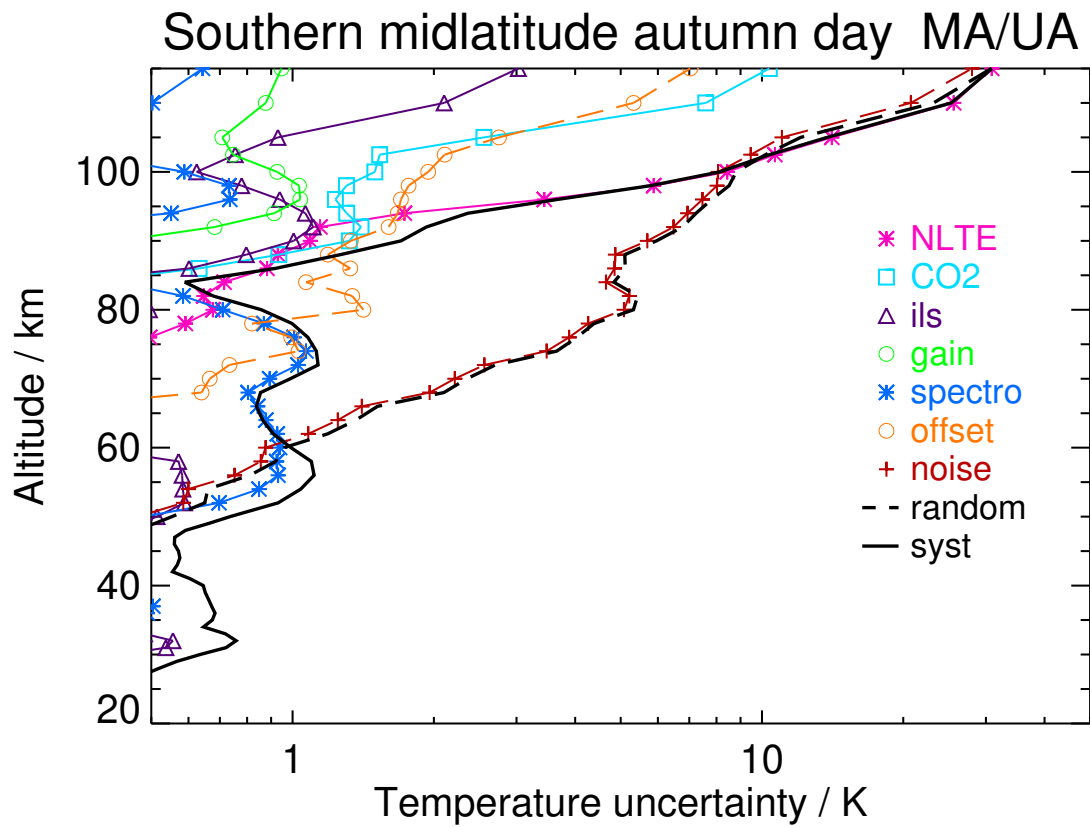 Southern midlatitude autumn day MA/UA
Altitude / km
100
80
60
40
20
NLTE
CO2
ils
gain
spectro
offset
noise
random
syst
1
10
Temperature uncertainty / K